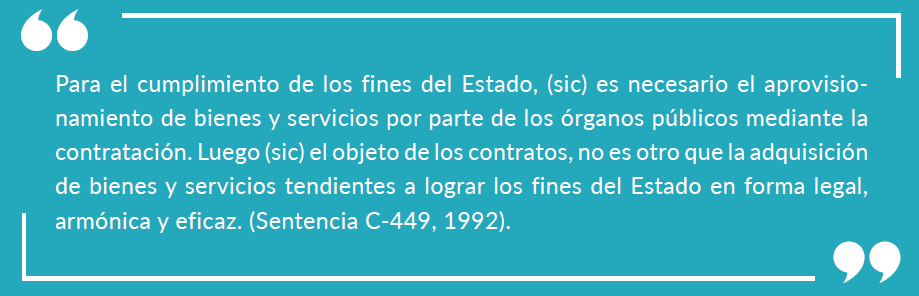 Para el cumplimiento de los fines del Estado, (sic) es necesario el aprovisio-
namiento de bienes y servicios por parte de los órganos públicos mediante la
contratación. Luego (sic) el objeto de los contratos, no es otro que la adquisición
de bienes y servicios tendientes a lograr los fines del Estado en forma legal,
armónica y eficaz. (Sentencia C-449, 1992).